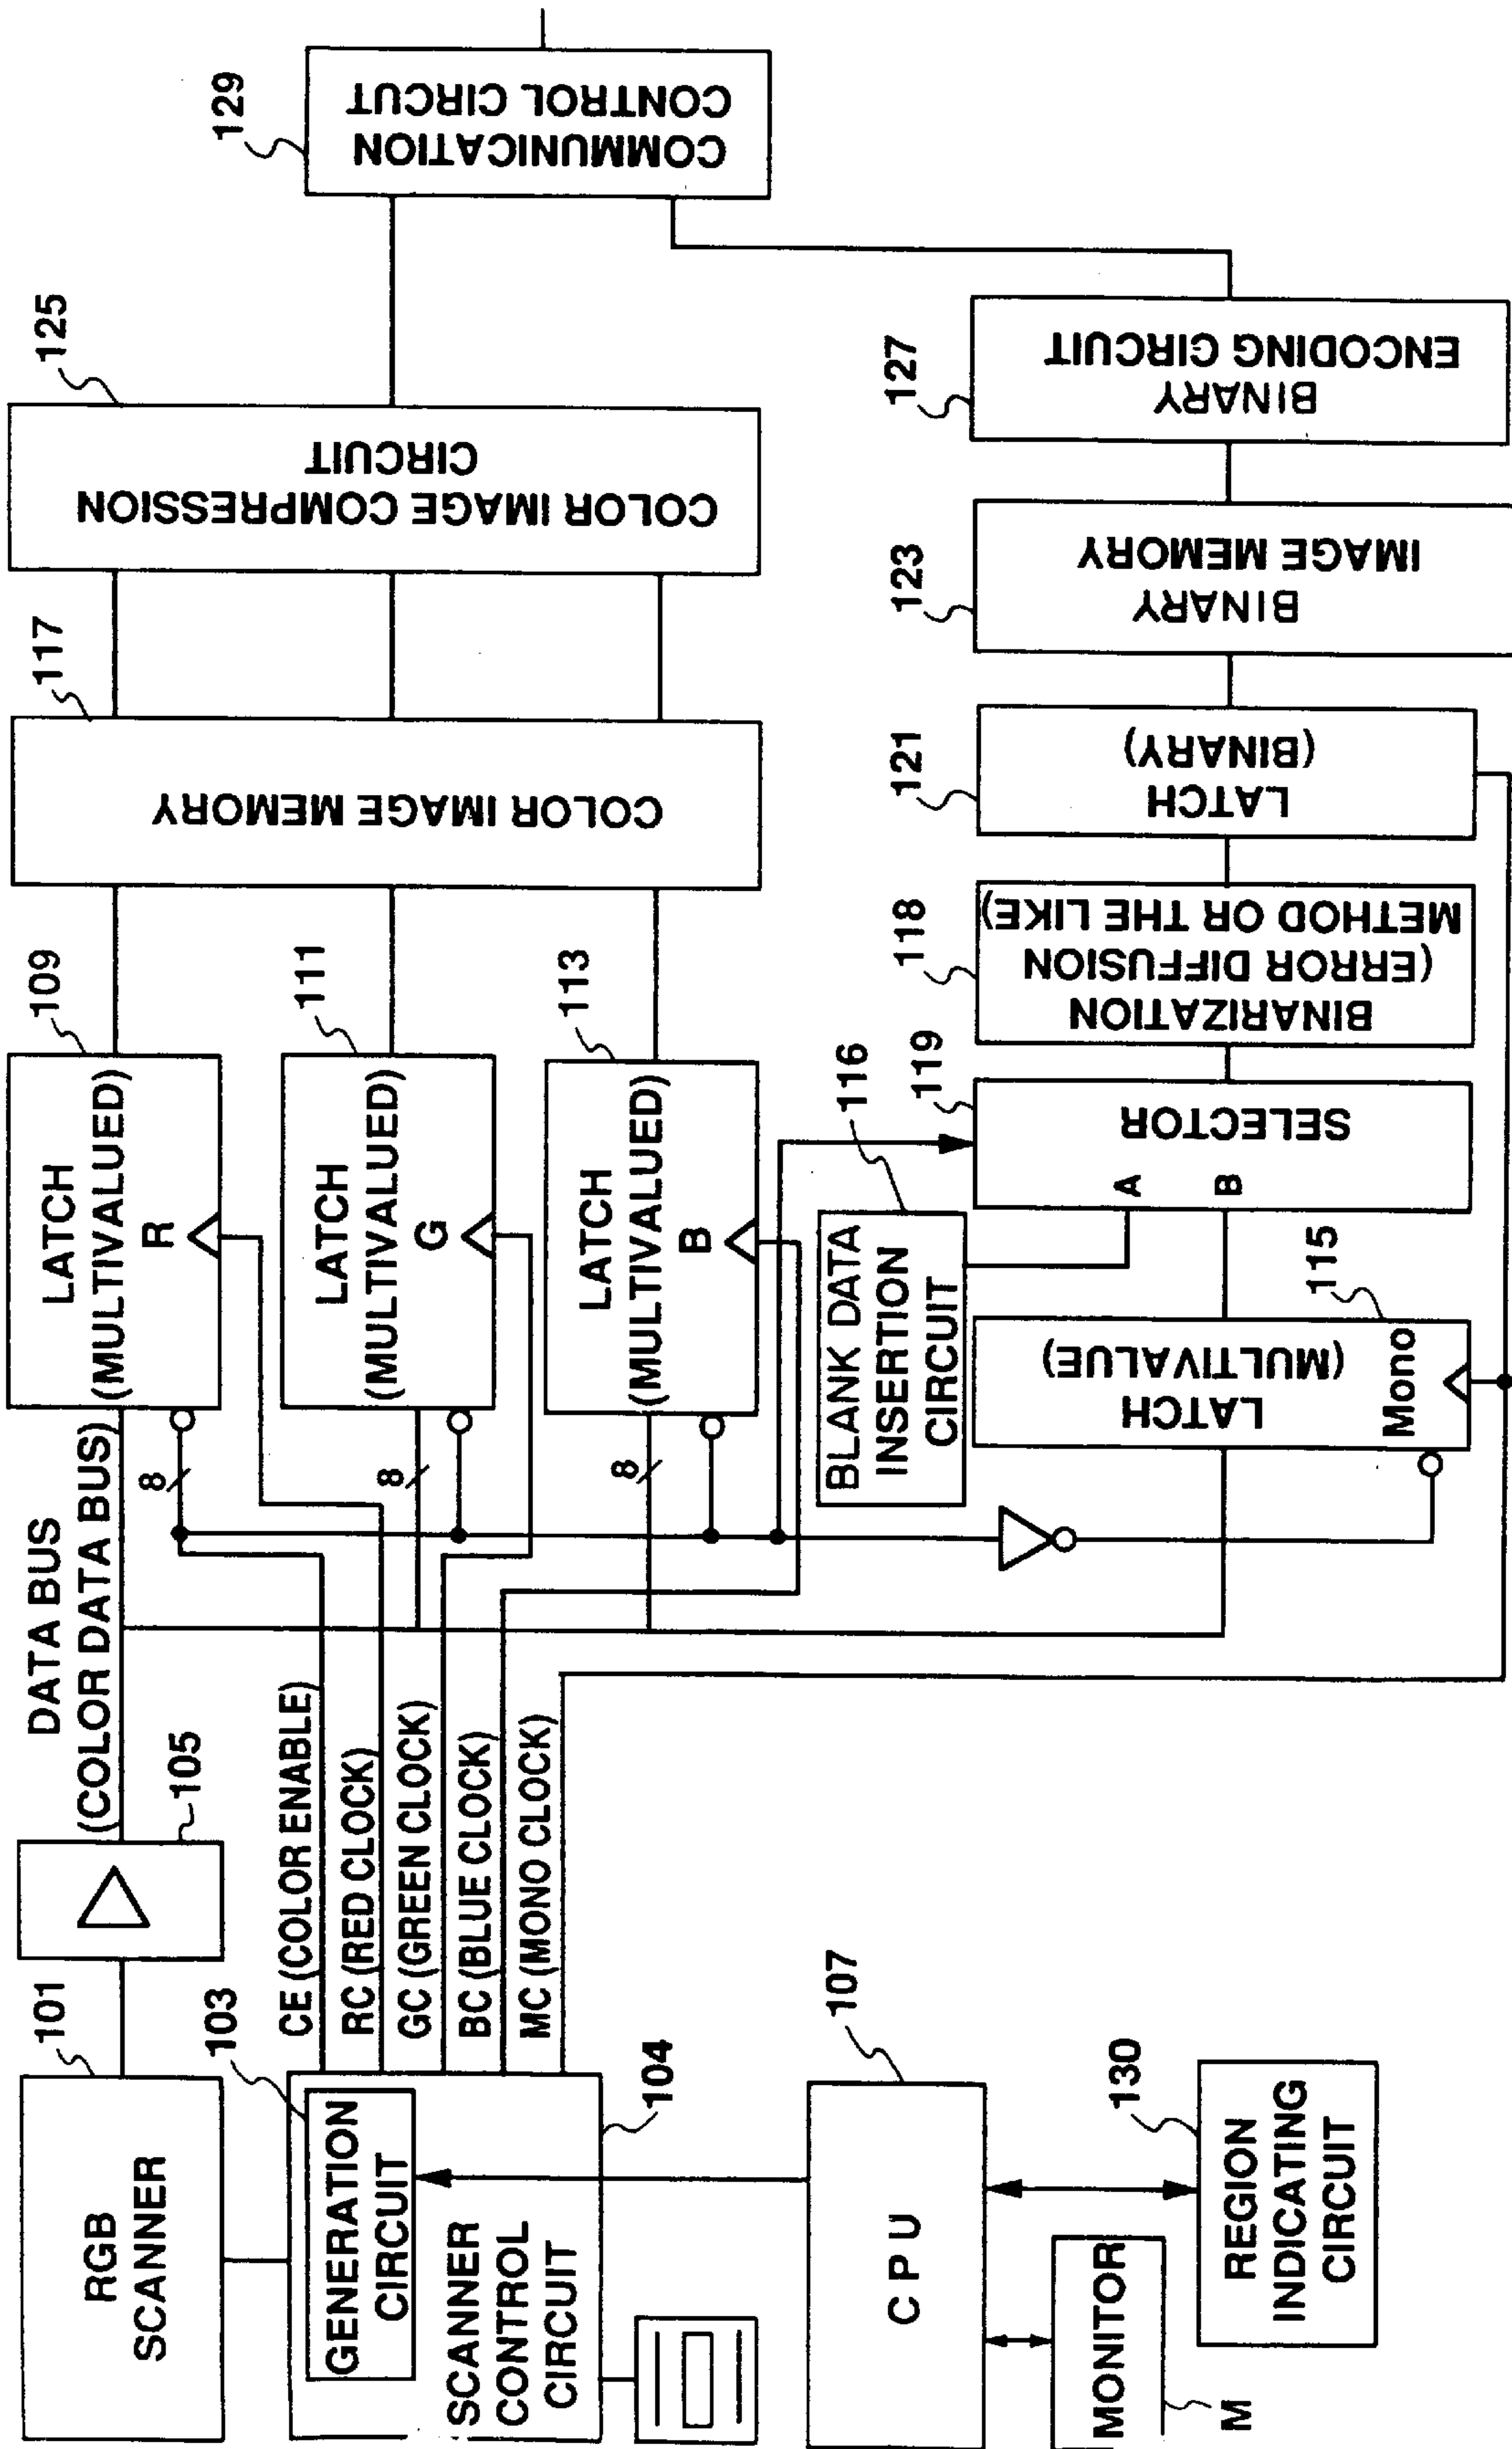 101
RGB
SCANNER
103
GENERATION
CIRCUIT
SCANNER
CONTROL
CIRCUIT
104
105
DATA BUS
(COLOR DATA BUS)
CE (COLOR ENABLE)
RC (RED CLOCK)
GC (GREEN CLOCK)
BC (BLUE CLOCK)
MC (MONO CLOCK)
107
CPU
MONITOR
M
130
REGION
INDICATING
CIRCUIT
8
8
8
109
LATCH
(MULTIVALUED)
R
111
LATCH
(MULTIVALUED)
G
113
LATCH
(MULTIVALUED)
B
BLANK DATA
INSERTION
CIRCUIT
116
LATCH
(MULTIVALUE)
Mono
115
119
A
B
SELECTOR
118
BINARIZATION
(ERROR DIFFUSION
METHOD OR THE LIKE)
121
LATCH
(BINARY)
123
BINARY
IMAGE MEMORY
127
BINARY
ENCODING CIRCUIT
117
COLOR IMAGE MEMORY
125
COLOR IMAGE COMPRESSION
CIRCUIT
129
COMMUNICATION
CONTROL CIRCUT